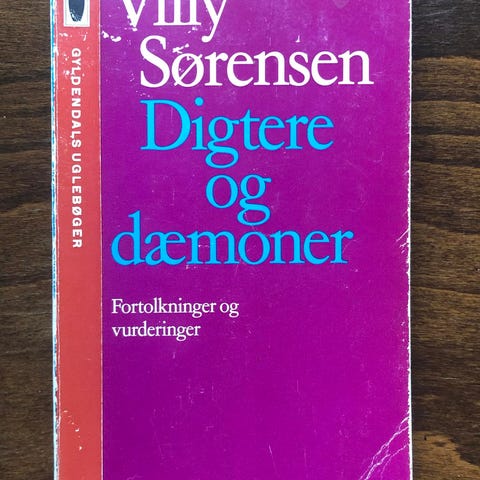 Villy
Sørensen
Digtere
og
dæmoner
Fortolkninger og
vurderinger
GYLDENDALS UGLEBØGER